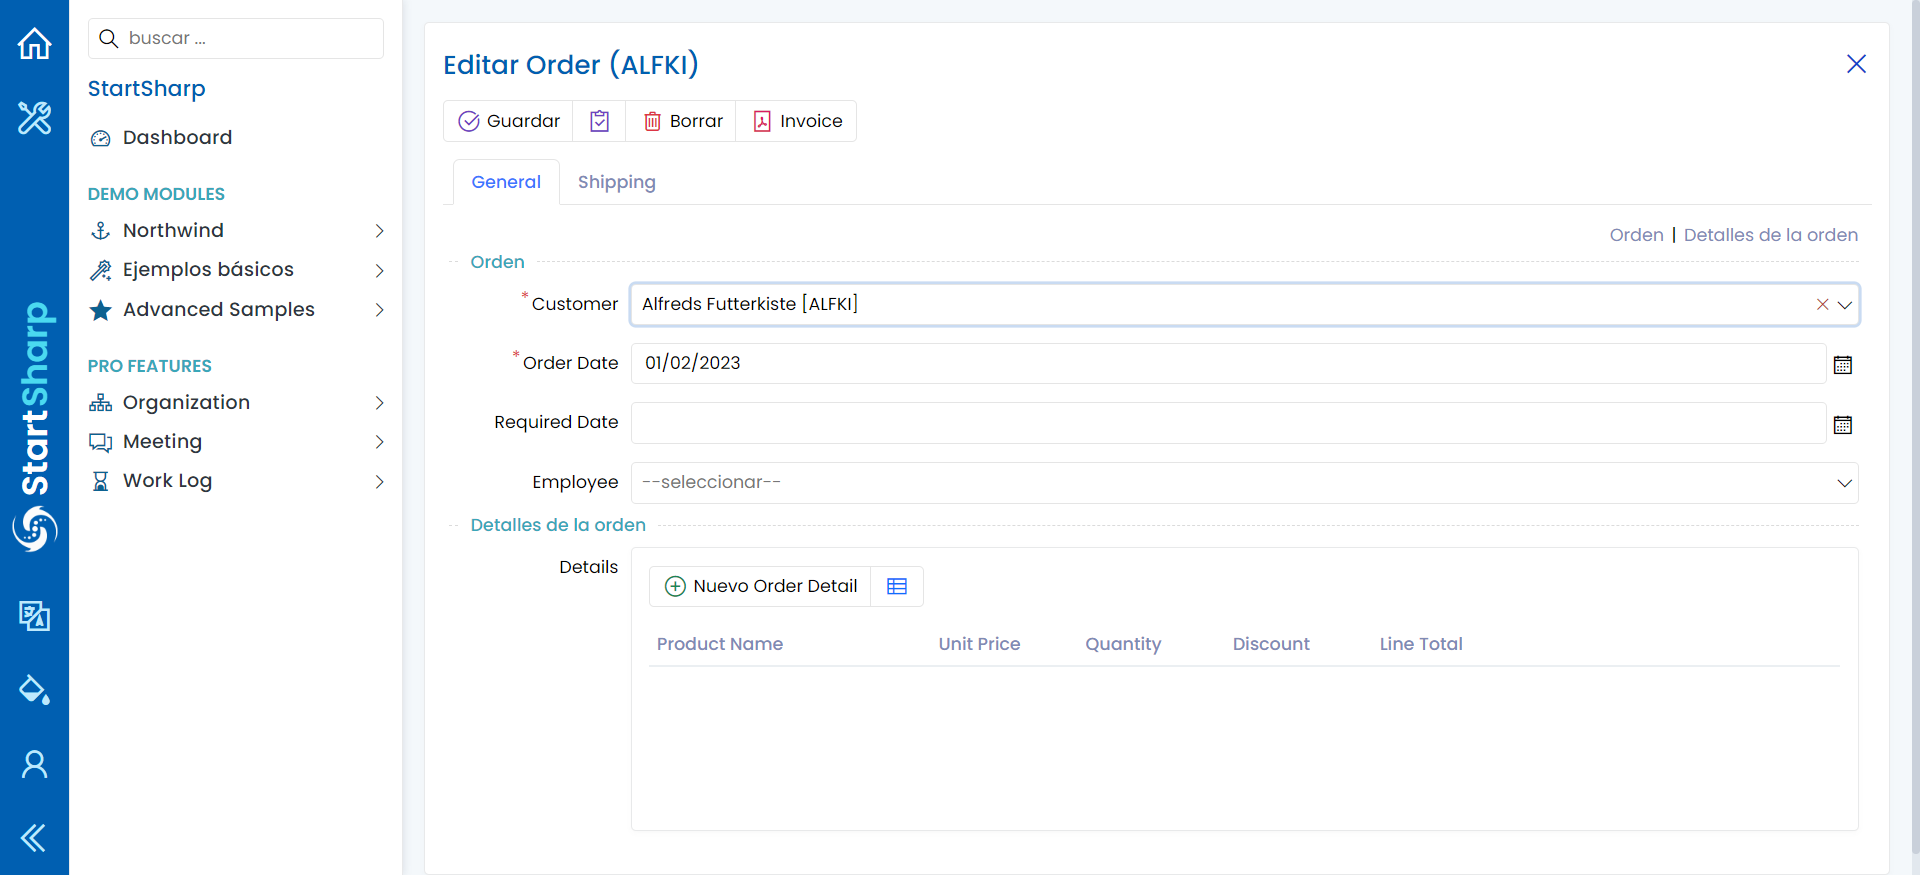 buscar ...
StartSharp
Dashboard
DEMO MODULES
Northwind
Ejemplos básicos
Advanced Samples
PRO FEATURES
Organization
Meeting
Work Log
StartSharp
Editar Order (ALFKI)
Guardar
Borrar
Invoice
General
Shipping
Orden | Detalles de la orden
Orden
*Customer
Alfreds Futterkiste [ALFKI]
*Order Date
01/02/2023
Required Date
Employee
--seleccionar--
Detalles de la orden
Details
Nuevo Order Detail
Product Name Unit Price Quantity Discount Line Total